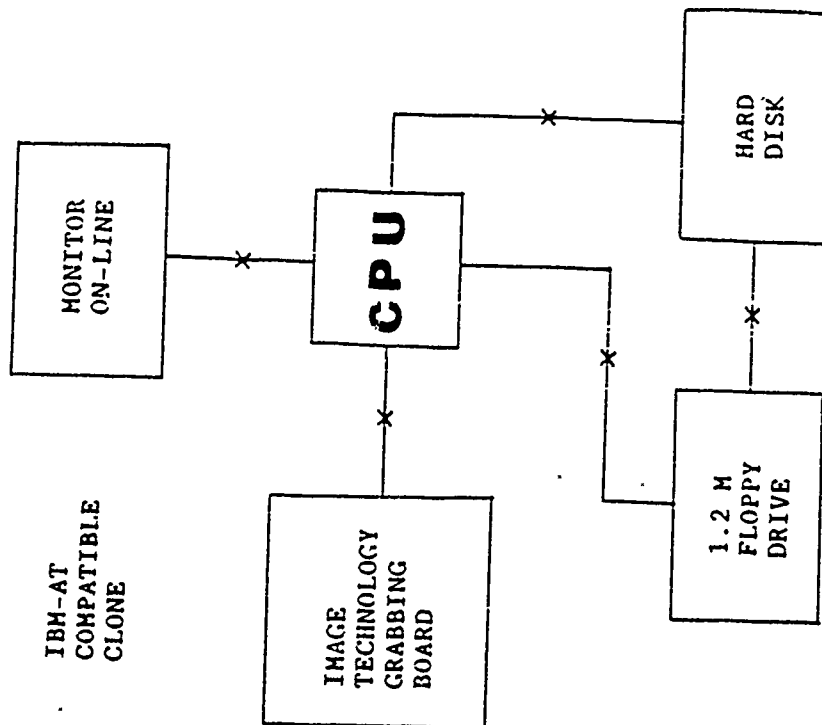 IBM-AT
COMPATIBLE
CLONE
MONITOR
ON-LINE
IMAGE
TECHNOLOGY
GRABBING
BOARD
CPU
1.2 M
FLOPPY
DRIVE
HARD
DISK